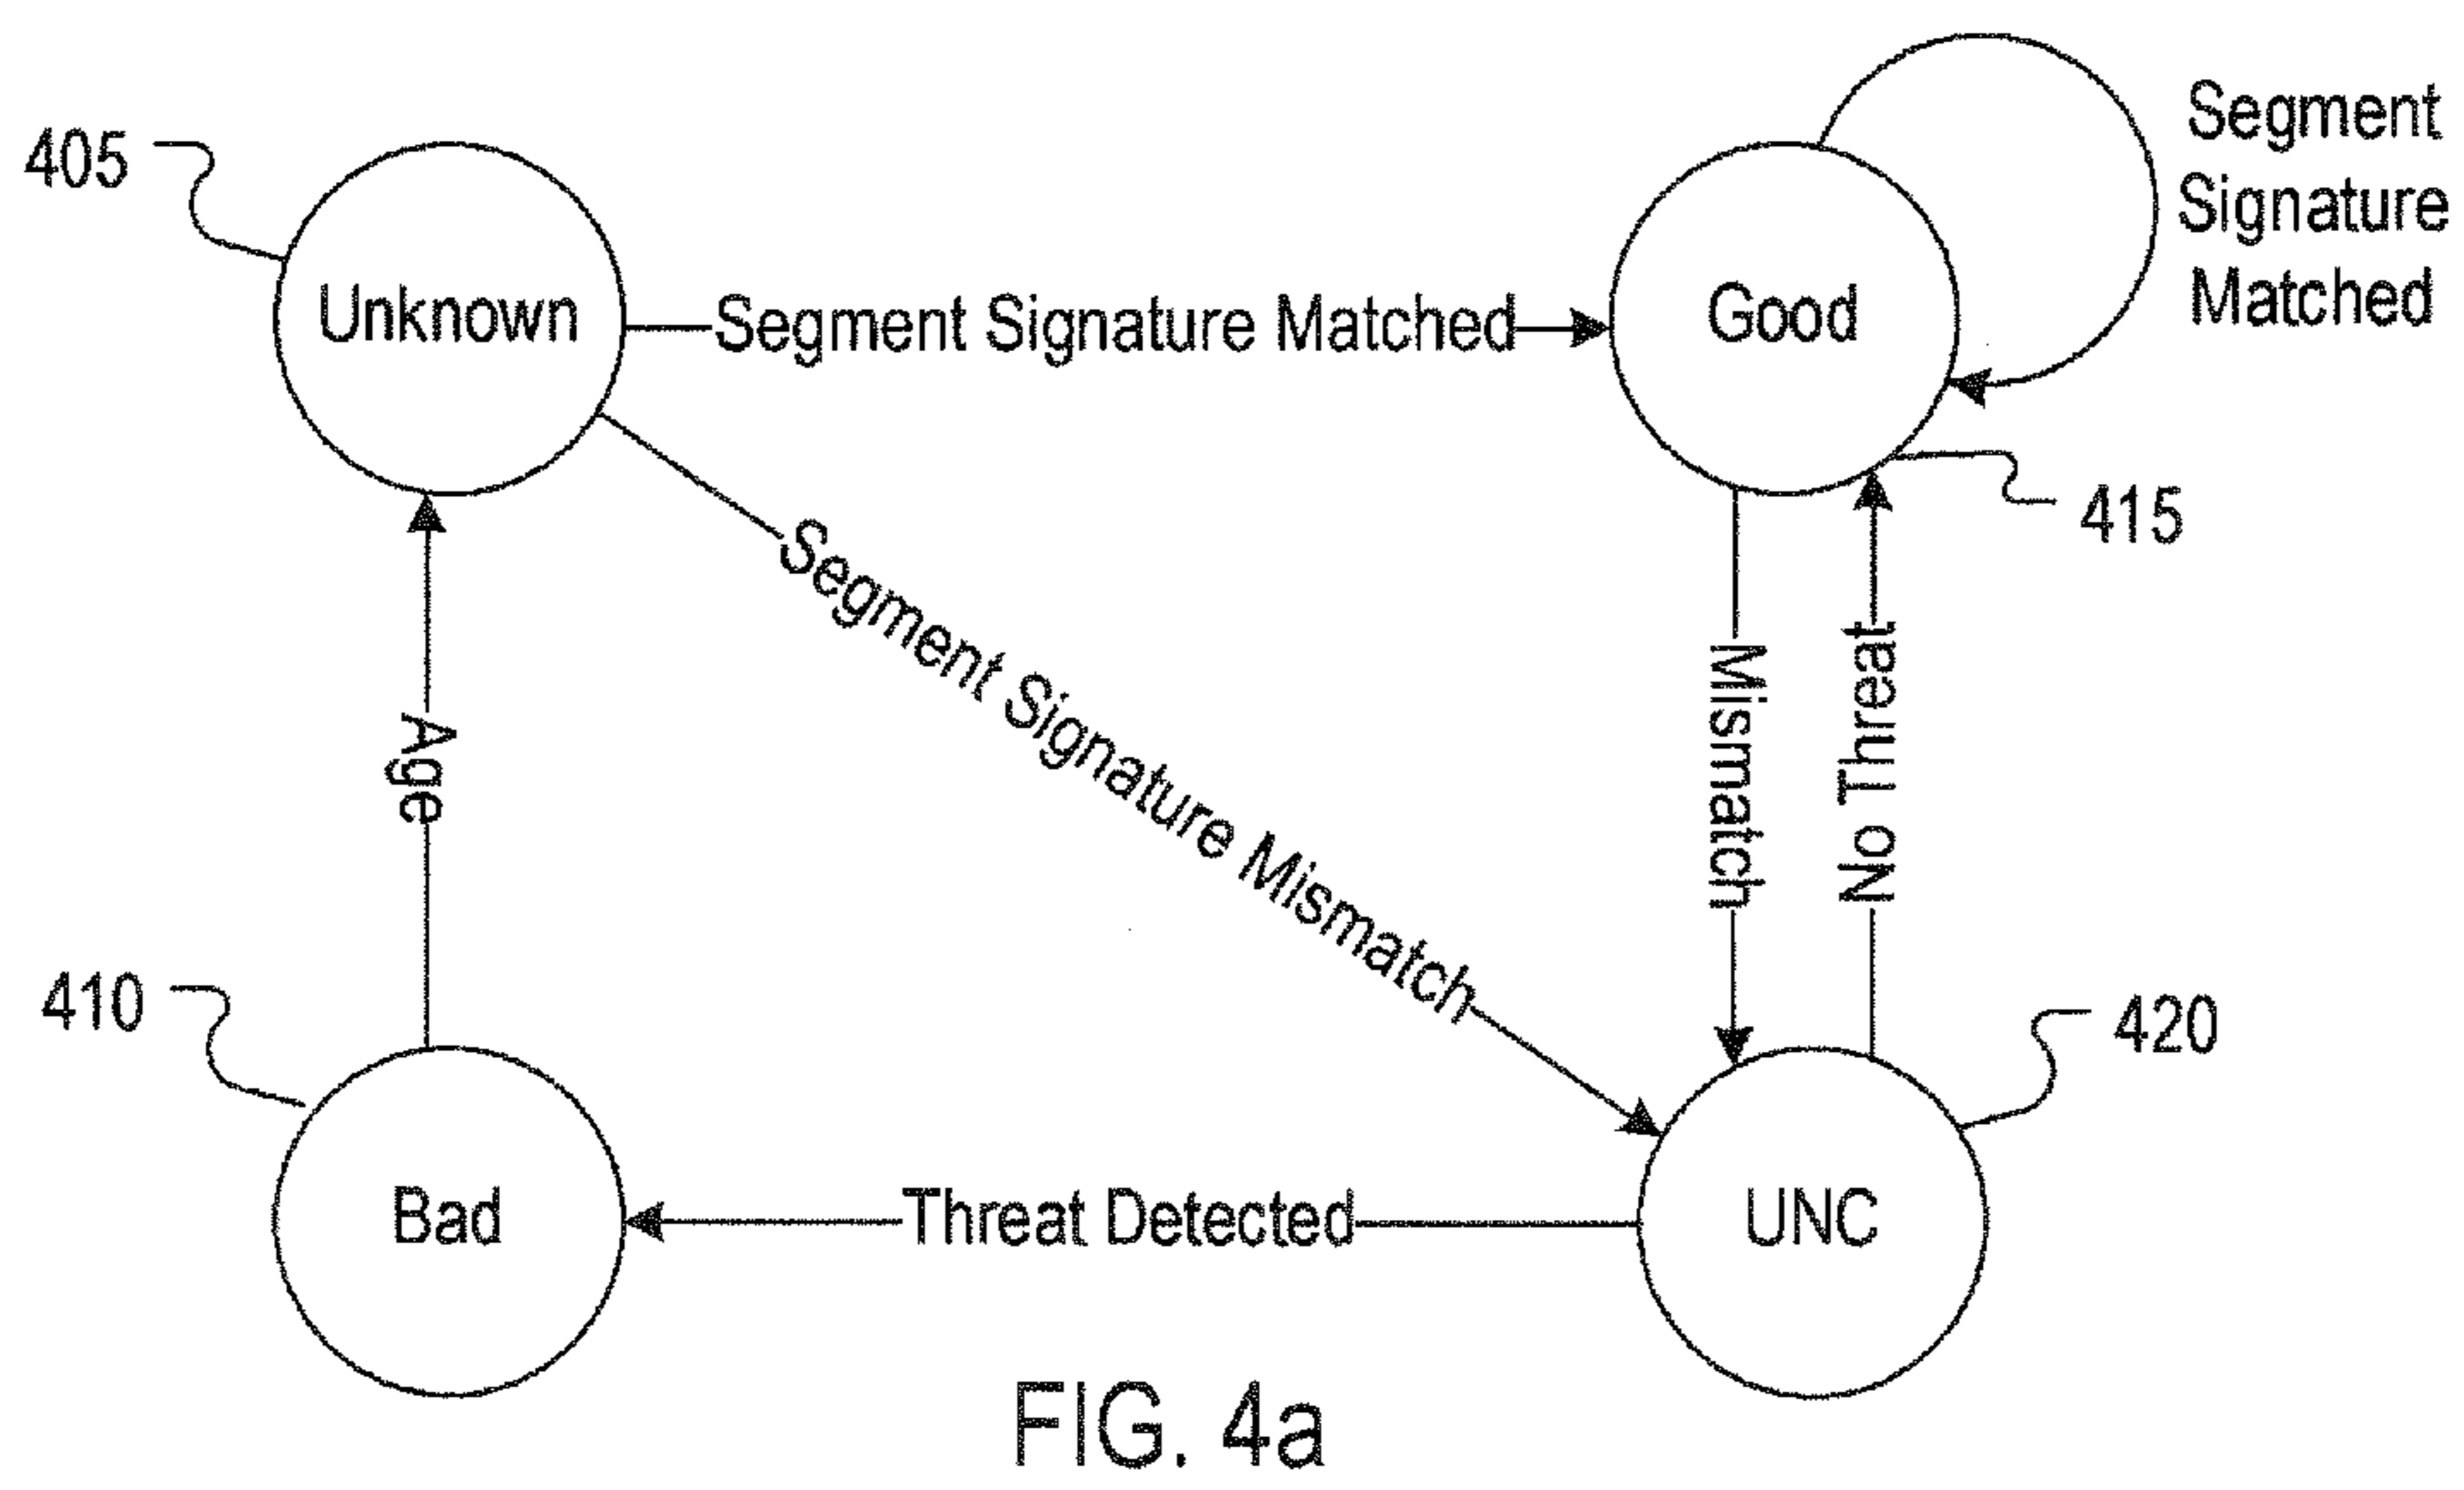 405
Unknown
Segment Signature Matched
Good
Segment
Signature
Matched
415
Segment Signature Mismatch
Mismatch
No Threat
Age
410
Bad
Threat Detected
UNC
420
FIG. 4a